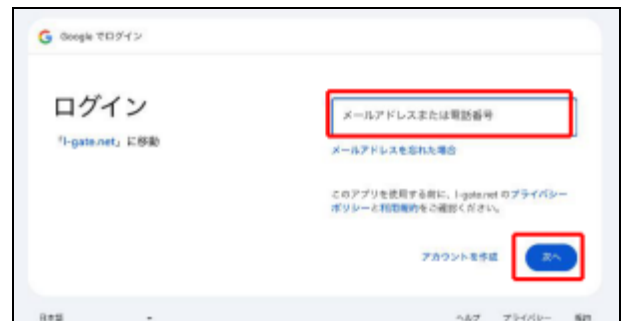 Google でログイン
ログイン
「l-gate.net」に移動
メールアドレスまたは電話番号
メールアドレスを忘れた場合
このアプリを使用する前に、l-gate.net のプライバシー
ポリシーと利用規約をご確認ください。
アカウントを作成
次へ
日本語
ヘルプ プライバシー 規約